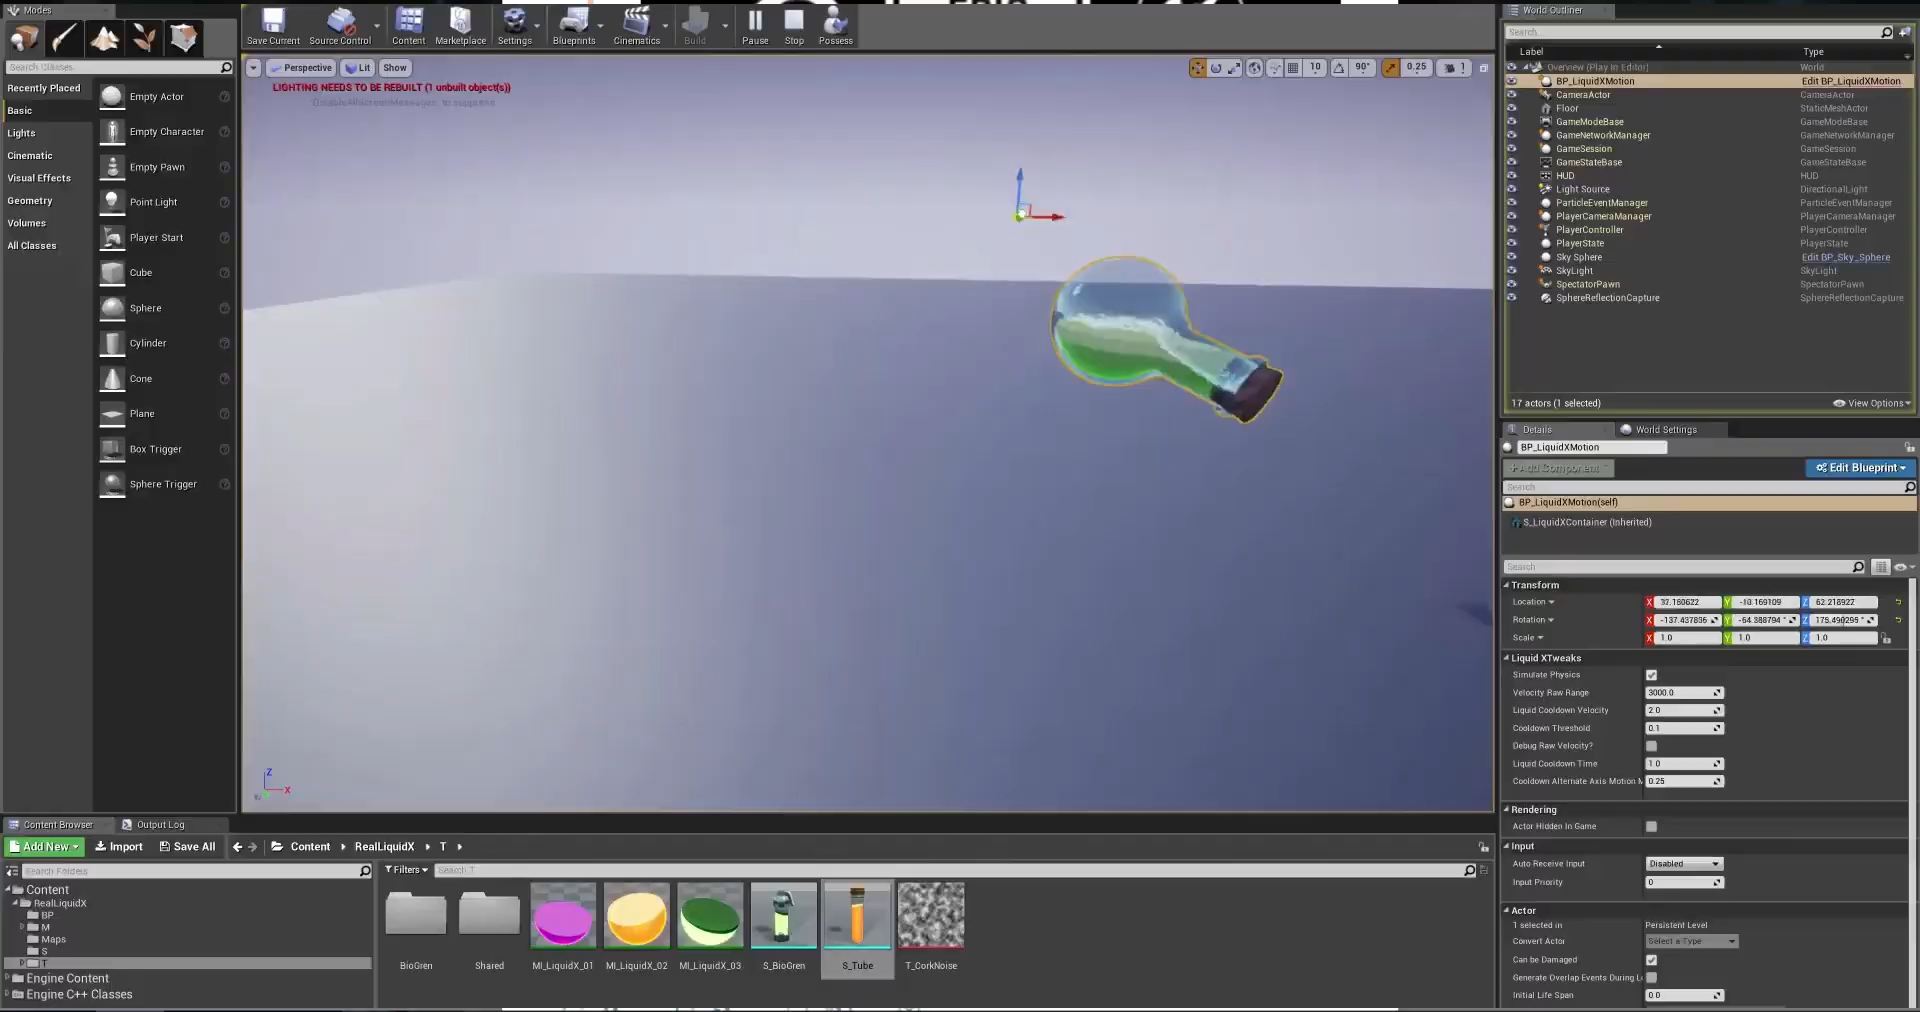 Modes
Save Current
Source Control
Content
Marketplace
Settings
Blueprints
Cinematics
Build
Pause
Stop
Possess
Search Classes
Recently Placed
Basic
Lights
Cinematic
Visual Effects
Geometry
Volumes
All Classes
Empty Actor
Empty Character
Empty Pawn
Point Light
Player Start
Cube
Sphere
Cylinder
Cone
Plane
Box Trigger
Sphere Trigger
Perspective
Lit
Show
10
90°
0.25
1
LIGHTING NEEDS TO BE REBUILT (1 unbuilt object(s))
'DisableAllScreenMessages' to suppress
Z
X
World Outliner
Search...
Label Type
Overview (Play In Editor) World
BP_LiquidXMotion Edit BP_LiquidXMotion
CameraActor CameraActor
Floor StaticMeshActor
GameModeBase GameModeBase
GameNetworkManager GameNetworkManager
GameSession GameSession
GameStateBase GameStateBase
HUD HUD
Light Source DirectionalLight
ParticleEventManager ParticleEventManager
PlayerCameraManager PlayerCameraManager
PlayerController PlayerController
PlayerState PlayerState
Sky Sphere Edit BP_Sky_Sphere
SkyLight SkyLight
SpectatorPawn SpectatorPawn
SphereReflectionCapture SphereReflectionCapture
17 actors (1 selected)
View Options
Details
World Settings
BP_LiquidXMotion
+Add Component
Edit Blueprint
Search
BP_LiquidXMotion(self)
S_LiquidXContainer (Inherited)
Search
Transform
Location X Y -10.169109 Z 62.218922
Rotation X Y Z
Scale X 1.0 Y 1.0 Z 1.0
Liquid XTweaks
Simulate Physics
Velocity Raw Range 3000.0
Liquid Cooldown Velocity 2.0
Cooldown Threshold 0.1
Debug Raw Velocity?
Liquid Cooldown Time 1.0
Cooldown Alternate Axis Motion M 0.25
Rendering
Actor Hidden In Game
Input
Auto Receive Input Disabled
Input Priority 0
Actor
1 selected in Persistent Level
Convert Actor Select a Type
Can be Damaged
Generate Overlap Events During L
Initial Life Span 0.0
Content Browser
Output Log
Add New
Import
Save All
Content
RealLiquidX
T
Search Folders
Filters
Search T
Content
RealLiquidX
BP
M
Maps
S
T
Engine Content
Engine C++ Classes
BioGren
Shared
MI_LiquidX_01
MI_LiquidX_02
MI_LiquidX_03
S_BioGren
S_Tube
T_CorkNoise